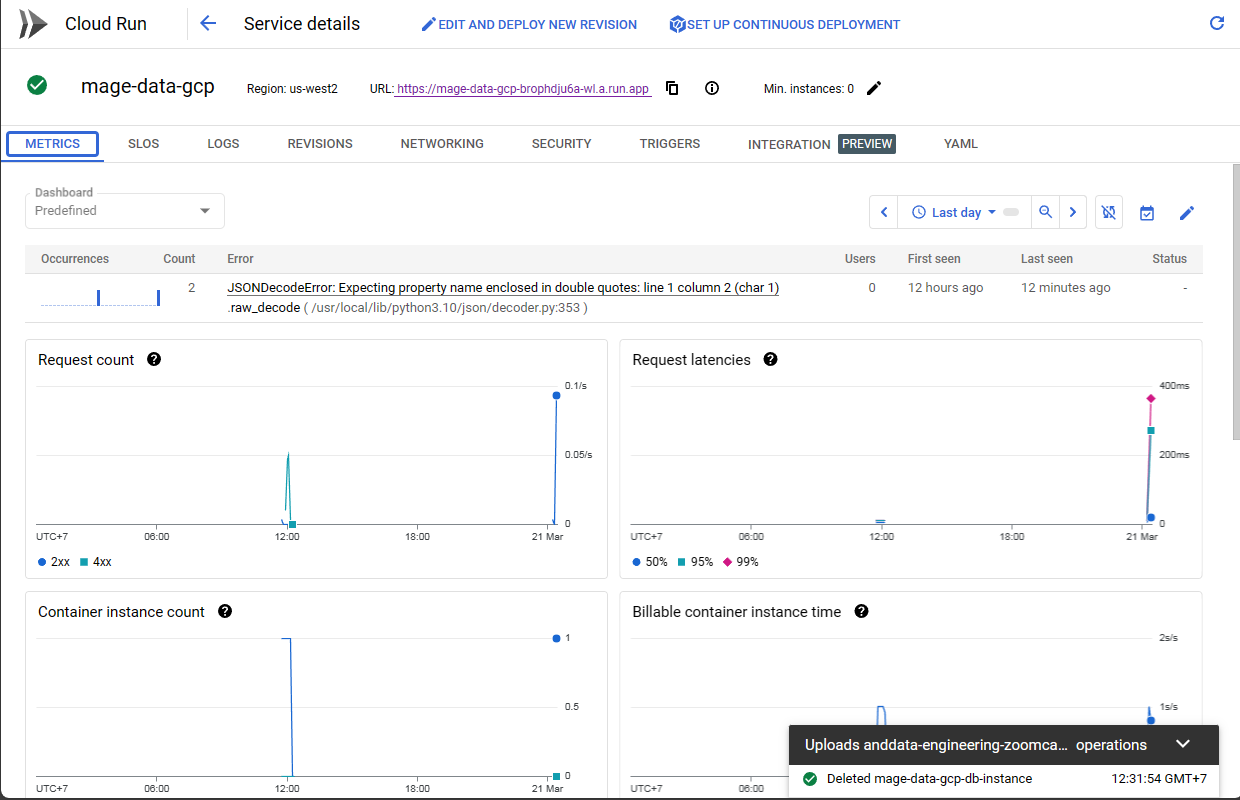 Cloud Run
Service details
EDIT AND DEPLOY NEW REVISION
SET UP CONTINUOUS DEPLOYMENT
mage-data-gcp
Region: us-west2
URL: https://mage-data-gcp-brophdju6a-wl.a.run.app
Min. instances: 0
METRICS
SLOS
LOGS
REVISIONS
NETWORKING
SECURITY
TRIGGERS
INTEGRATION PREVIEW
YAML
Dashboard
Predefined
Last day
Occurrences Count Error Users First seen Last seen Status
2 JSONDecodeError: Expecting property name enclosed in double quotes: line 1 column 2 (char 1) 0 12 hours ago 12 minutes ago -
.raw_decode ( /usr/local/lib/python3.10/json/decoder.py:353 )
Request count
0.1/s
0.05/s
0
UTC+7 06:00 12:00 18:00 21 Mar
2xx 4xx
Request latencies
400ms
200ms
0
UTC+7 06:00 12:00 18:00 21 Mar
50% 95% 99%
Container instance count
1
0.5
0
UTC+7 06:00 12:00 18:00 21 Mar
Billable container instance time
2s/s
1s/s
UTC+7 06:00
Uploads anddata-engineering-zoomca... operations
Deleted mage-data-gcp-db-instance 12:31:54 GMT+7